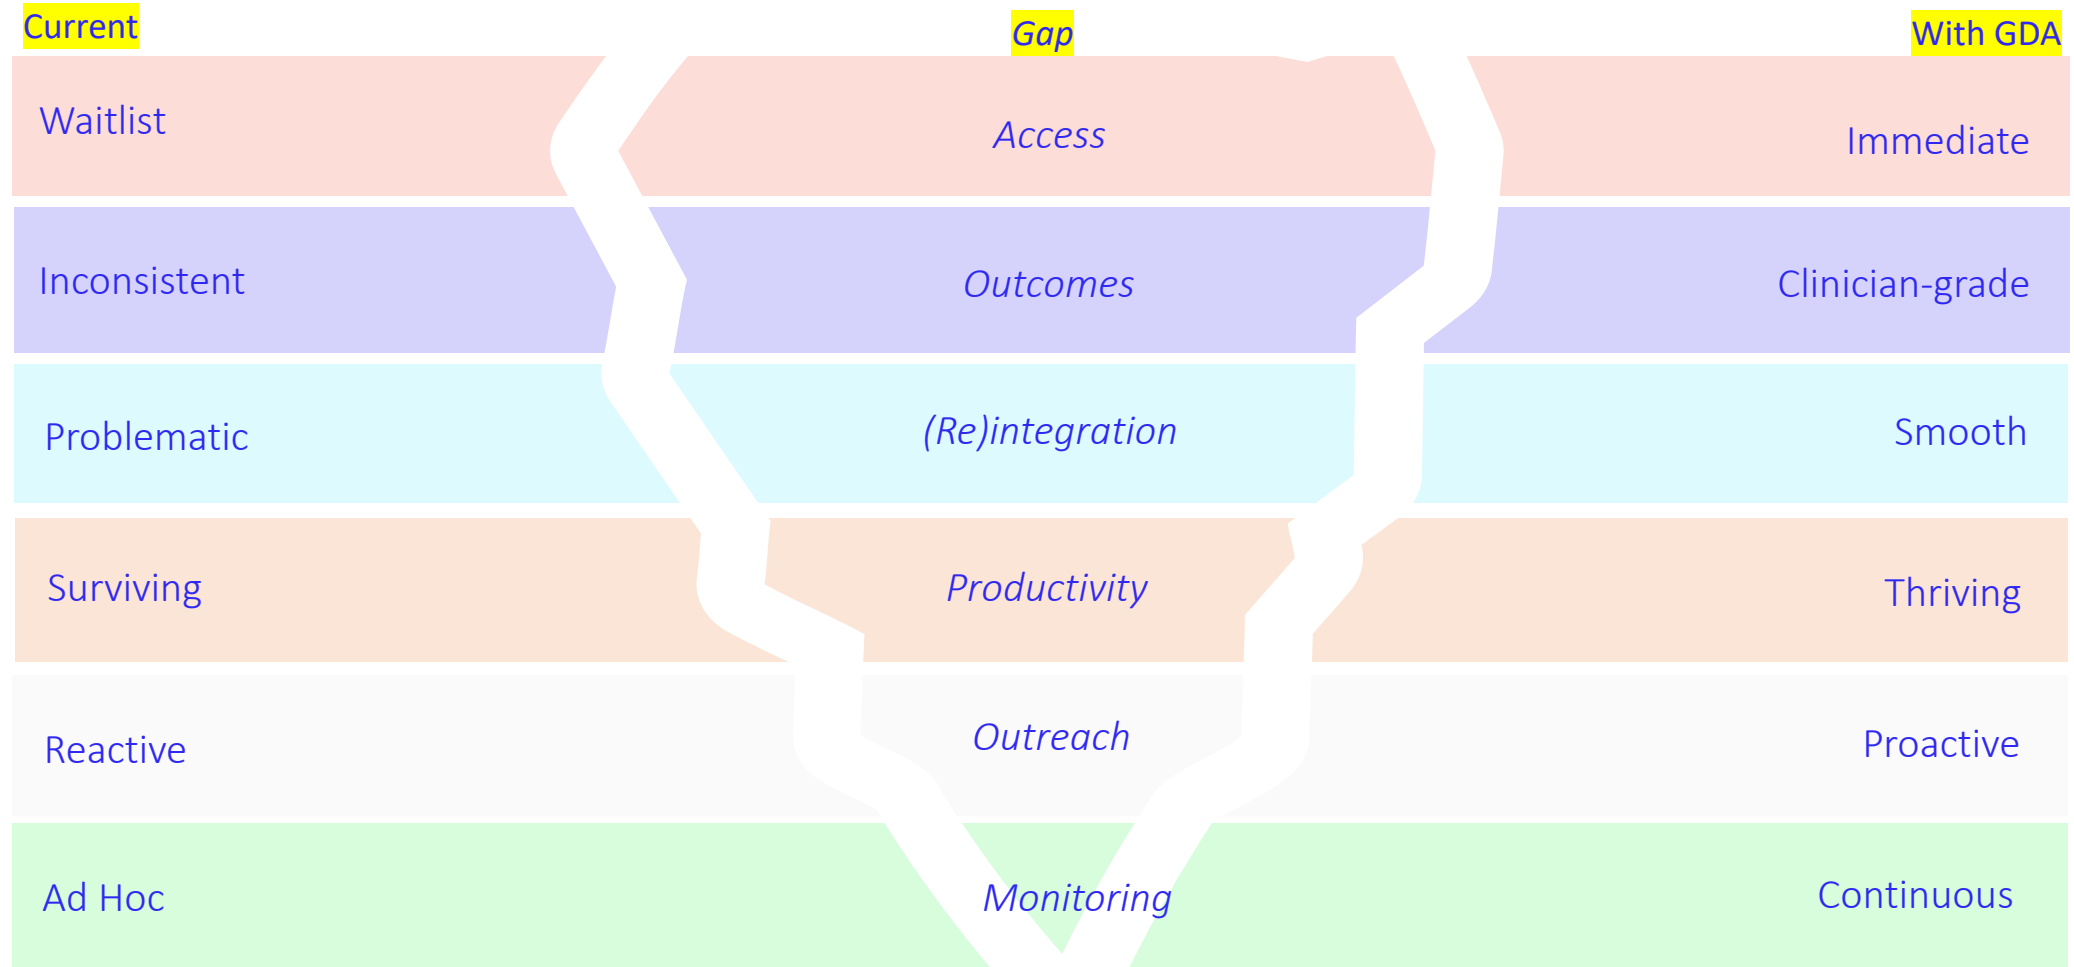 Current Gap With GDA
Waitlist Access Immediate
Inconsistent Outcomes Clinician-grade
Problematic (Re)integration Smooth
Surviving Productivity Thriving
Reactive Outreach Proactive
Ad Hoc Monitoring Continuous